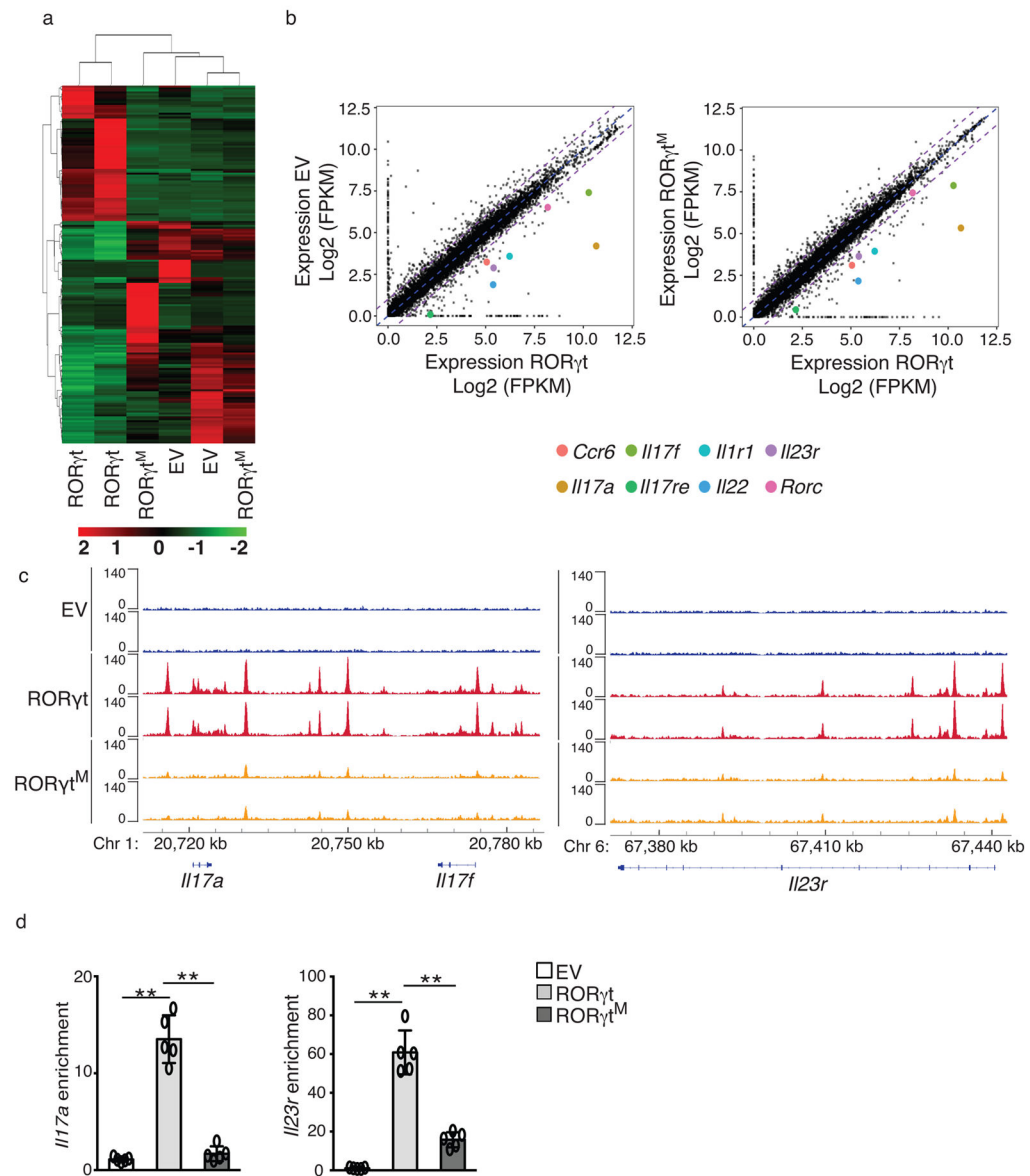 a
RORγt
RORγt
RORγtM
EV
EV
RORγtM
2 1 0 -1 -2
b
12.5
10.0
7.5
5.0
2.5
0.0
Expression EV
Log2 (FPKM)
0.0 2.5 5.0 7.5 10.0 12.5
Expression RORγt
Log2 (FPKM)
12.5
10.0
7.5
5.0
2.5
0.0
Expression RORγtM
Log2 (FPKM)
0.0 2.5 5.0 7.5 10.0 12.5
Expression RORγt
Log2 (FPKM)
Ccr6 Il17f Il1r1 Il23r
Il17a Il17re Il22 Rorc
c
EV
140
0
140
0
RORγt
140
0
140
0
RORγtM
140
0
140
0
Chr 1: 20,720 kb 20,750 kb 20,780 kb
Il17a Il17f
140
0
140
0
140
0
140
0
140
0
140
0
Chr 6: 67,380 kb 67,410 kb 67,440 kb
Il23r
d
Il17a enrichment
20
10
0
** **
Il23r enrichment
100
80
60
40
20
0
** **
EV
RORγt
RORγtM